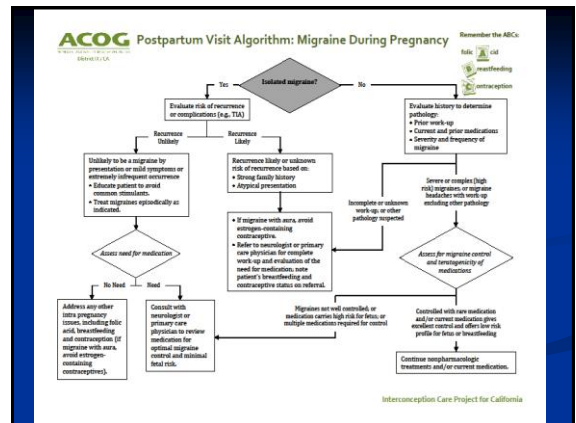 ACOG
DISTRICT IX, CA
Postpartum Visit Algorithm: Migraine During Pregnancy
Remember the ABCs:
folic A cid
B reastfeeding
C ontraception
Isolated migraine?
Yes
No
Evaluate risk of recurrence
or complications (e.g., TIA)
Evaluate history to determine
pathology:
• Prior work-up
• Current and prior medications
• Severity and frequency of
migraine
Recurrence
Unlikely
Recurrence
Likely
Unlikely to be a migraine by
presentation or mild symptoms or
extremely infrequent occurrence
• Educate patient to avoid
common stimulants.
• Treat migraines episodically as
indicated.
Recurrence likely or unknown
risk of recurrence based on:
• Strong family history
• Atypical presentation
Incomplete or unknown
work-up, or other
pathology suspected
Severe or complex (high
risk) migraines, or migraine
headaches with work-up
excluding other pathology
• If migraine with aura, avoid
estrogen-containing
contraceptive.
• Refer to neurologist or primary
care physician for complete
work-up and evaluation of the
need for medication; note
patient's breastfeeding and
contraceptive status on referral.
Assess need for medication
Assess for migraine control
and teratogenicity of
medications
No Need
Need
Address any other
intra pregnancy
issues, including folic
acid, breastfeeding
and contraception (if
migraine with aura,
avoid estrogen-
containing
contraceptives).
Consult with
neurologist or
primary care
physician to review
medication for
optimal migraine
control and minimal
fetal risk.
Migraines not well controlled, or
medication carries high risk for fetus, or
multiple medications required for control
Controlled with rare medication
and/or current medication gives
excellent control and offers low risk
profile for fetus or breastfeeding
Continue nonpharmacologic
treatments and/or current medication.
Interconception Care Project for California